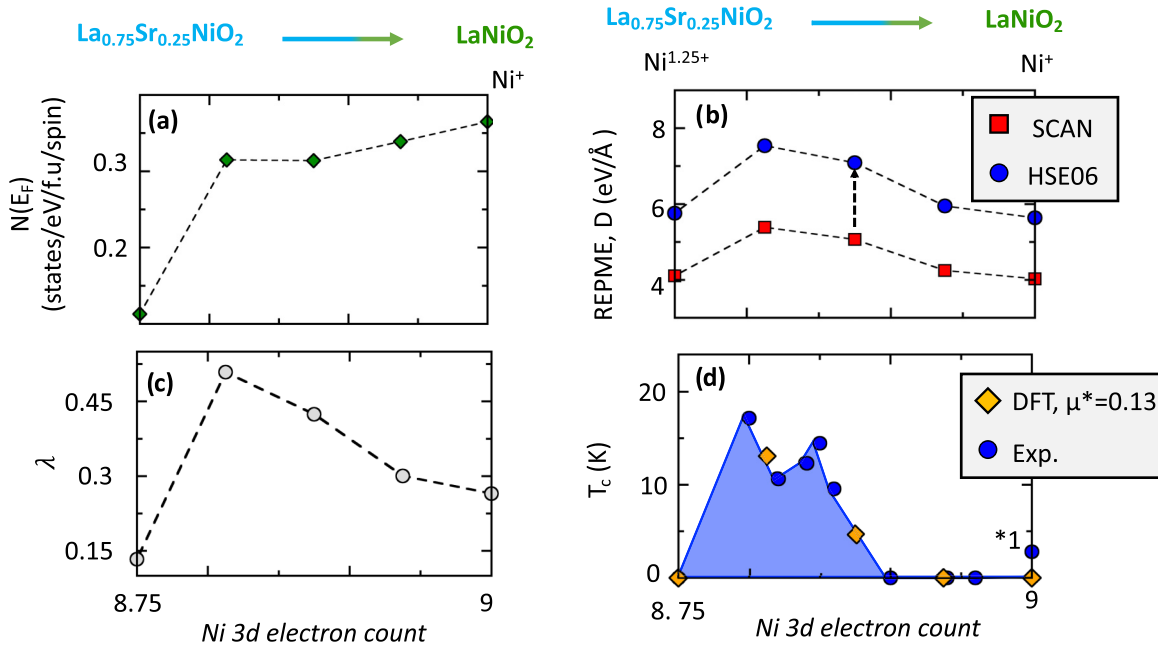 La0.75Sr0.25NiO2 LaNiO2
Ni+
(a)
N(EF)
(states/eV/f.u/spin)
0.3
0.2
(c)
λ
0.45
0.3
0.15
8.75 9
Ni 3d electron count
La0.75Sr0.25NiO2 LaNiO2
Ni1.25+ Ni+
(b)
REPME, D (eV/Å)
8
6
4
SCAN
HSE06
(d)
Tc (K)
20
10
0
DFT, μ*=0.13
Exp.
*1
8. 75 9
Ni 3d electron count